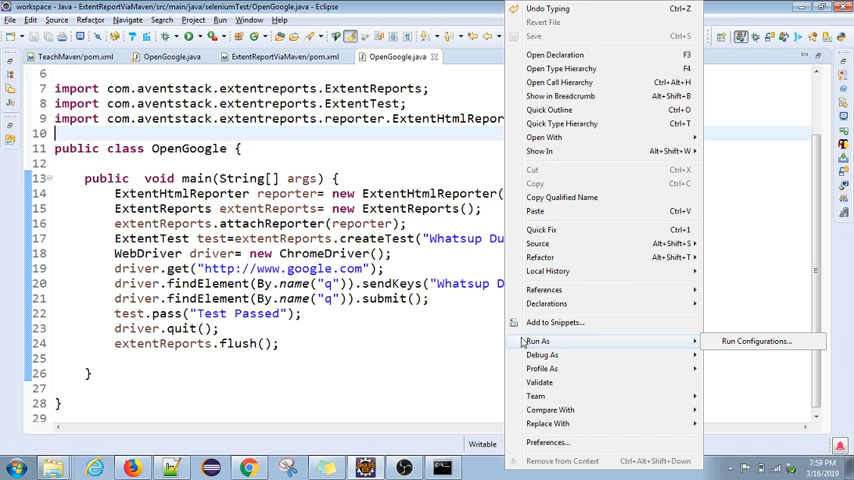 workspace - Java - ExtentReportViaMaven/src/main/java/seleniumTest/OpenGoogle.java - Eclipse
File Edit Source Refactor Navigate Search Project Run Window
TeachMaven/pom.xml OpenGoogle.java ExtentReportViaMaven/pom.xml OpenGoogle.java
6
7 import com.aventstack.extentreports.ExtentReports;
8 import com.aventstack.extentreports.ExtentTest;
9 import com.aventstack.extentreports.reporter.ExtentHtmlRepor
10
11 public class OpenGoogle {
12
13 public void main(String[] args) {
14 ExtentHtmlReporter reporter= new ExtentHtmlReporter(
15 ExtentReports extentReports= new ExtentReports();
16 extentReports.attachReporter(reporter);
17 ExtentTest test=extentReports.createTest("Whatsup Du
18 WebDriver driver= new ChromeDriver();
19 driver.get("http://www.google.com");
20 driver.findElement(By.name("q")).sendKeys("Whatsup D
21 driver.findElement(By.name("q")).submit();
22 test.pass("Test Passed");
23 driver.quit();
24 extentReports.flush();
25
26 }
27
28 }
29
Undo Typing Ctrl+Z
Revert File
Save Ctrl+S
Open Declaration F3
Open Type Hierarchy F4
Open Call Hierarchy Ctrl+Alt+H
Show in Breadcrumb Alt+Shift+B
Quick Outline Ctrl+O
Quick Type Hierarchy Ctrl+T
Open With
Show In Alt+Shift+W
Cut Ctrl+X
Copy Ctrl+C
Copy Qualified Name
Paste Ctrl+V
Quick Fix Ctrl+1
Source Alt+Shift+S
Refactor Alt+Shift+T
Local History
References
Declarations
Add to Snippets...
Run As
Debug As
Profile As
Validate
Team
Compare With
Replace With
Preferences...
Remove from Context Ctrl+Alt+Shift+Down
Run Configurations...
Writable
7:59 PM
3/16/2019